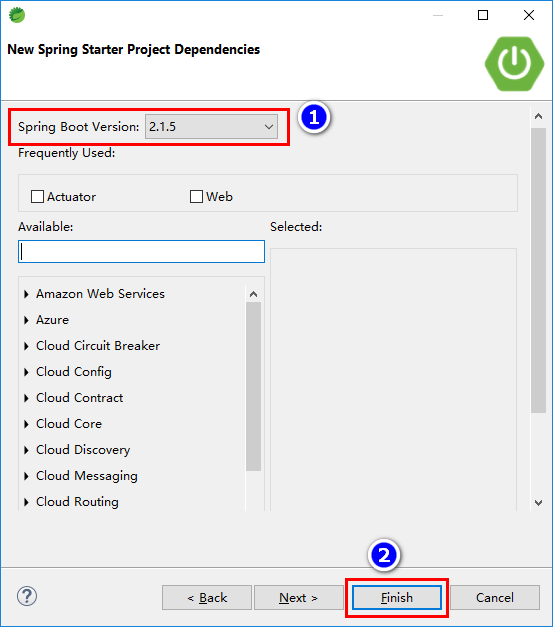 New Spring Starter Project Dependencies
Spring Boot Version: 2.1.5
1
Frequently Used:
Actuator Web
Available: Selected:
Amazon Web Services
Azure
Cloud Circuit Breaker
Cloud Config
Cloud Contract
Cloud Core
Cloud Discovery
Cloud Messaging
Cloud Routing
2
? < Back Next > Finish Cancel